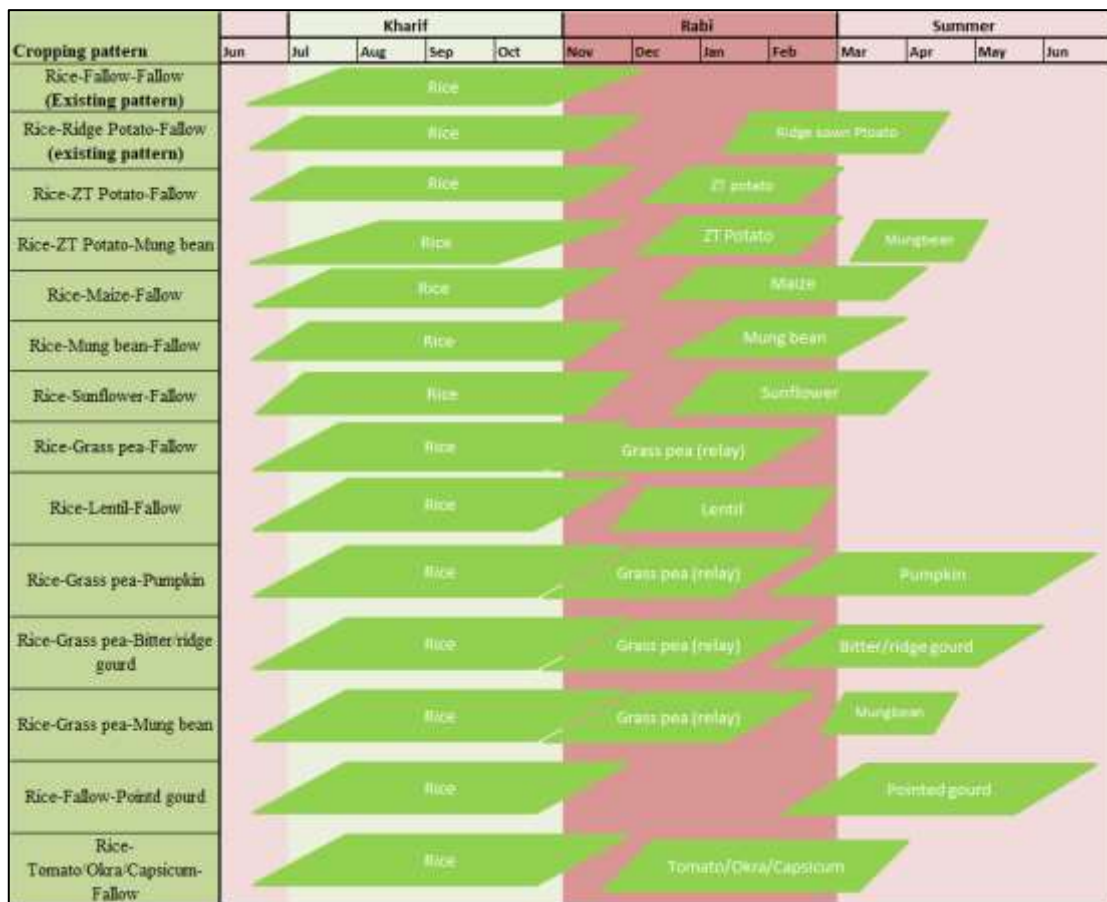 Kharif Rabi Summer
Cropping pattern Jun Jul Aug Sep Oct Nov Dec Jan Feb Mar Apr May Jun
Rice-Fallow-Fallow
(Existing pattern)
Rice
Rice-Ridge Potato-Fallow
(existing pattern)
Rice Ridge sown Ptoato
Rice-ZT Potato-Fallow
Rice ZT potato
Rice-ZT Potato-Mung bean
Rice ZT Potato Mungbean
Rice-Maize-Fallow
Rice Maize
Rice-Mung bean-Fallow
Rice Mung bean
Rice-Sunflower-Fallow
Rice Sunflower
Rice-Grass pea-Fallow
Rice Grass pea (relay)
Rice-Lentil-Fallow
Rice Lentil
Rice-Grass pea-Pumpkin
Rice Grass pea (relay) Pumpkin
Rice-Grass pea-Bitter/ridge
gourd
Rice Grass pea (relay) Bitter/ridge gourd
Rice-Grass pea-Mung bean
Rice Grass pea (relay) Mungbean
Rice-Fallow-Pointd gourd
Rice Pointed gourd
Rice-
Tomato/Okra/Capsicum-
Fallow
Rice Tomato/Okra/Capsicum